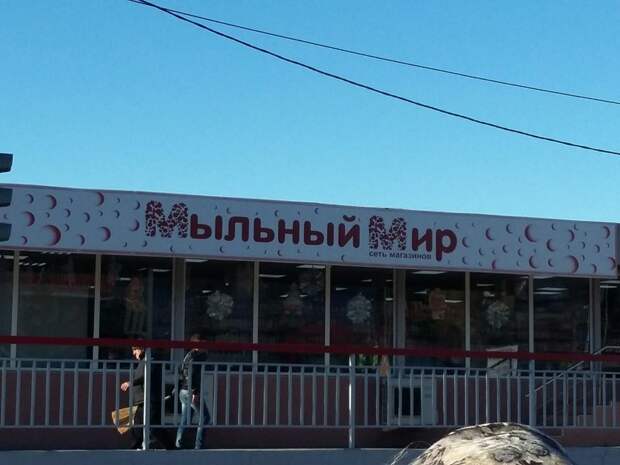 Мыльный Мир
сеть магазинов